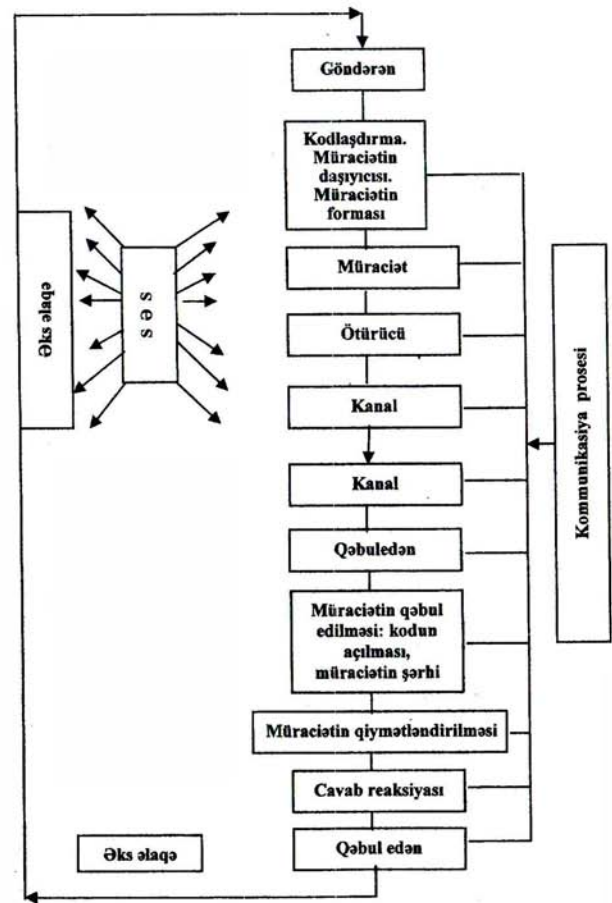 Göndərən
Kodlaşdırma.
Müraciətin
daşıyıcısı.
Müraciətin
forması
Müraciət
Ötürücü
Kanal
Kanal
Qəbuledən
Müraciətin qəbul
edilməsi: kodun
açılması,
müraciətin şərhi
Müraciətin qiymətləndirilməsi
Cavab reaksiyası
Qəbul edən
Əks əlaqə
səs
Əks əlaqə
Kommunikasiya prosesi